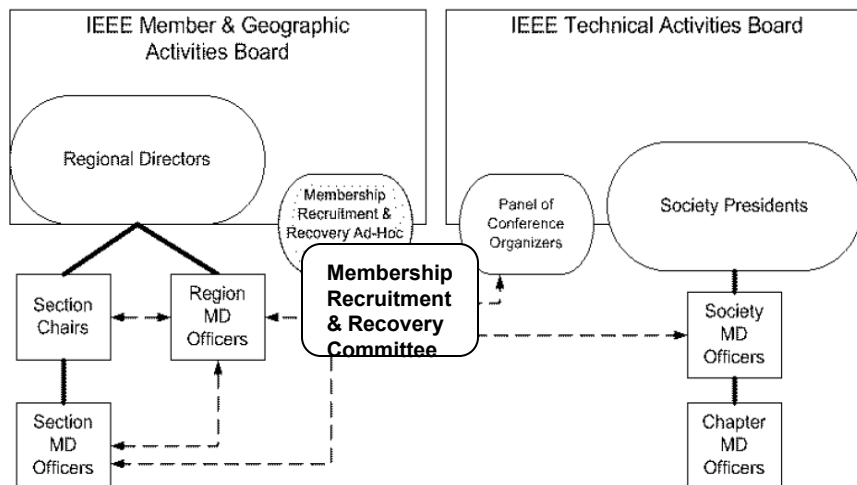 IEEE Member & Geographic
Activities Board
IEEE Technical Activities Board
Regional Directors
Membership
Recruitment &
Recovery Ad-Hoc
Panel of
Conference
Organizers
Society Presidents
Membership
Recruitment
& Recovery
Committee
Section
Chairs
Region
MD
Officers
Society
MD
Officers
Section
MD
Officers
Chapter
MD
Officers